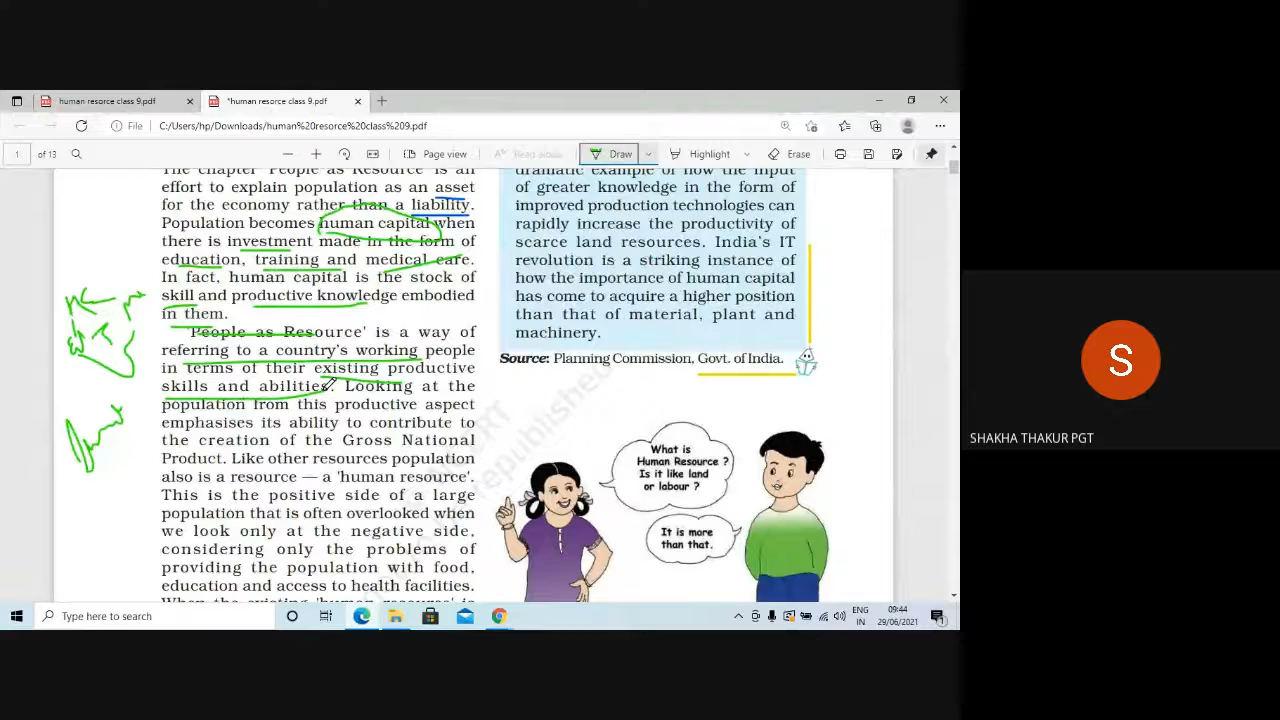 human resorce class 9.pdf
*human resorce class 9.pdf
File
C:/Users/hp/Downloads/human%20resorce%20class%209.pdf
1 of 13
Page view
Read aloud
Draw
Highlight
Erase
The chapter 'People as Resource' is an
effort to explain population as an asset
for the economy rather than a liability.
Population becomes human capital when
there is investment made in the form of
education, training and medical care.
In fact, human capital is the stock of
skill and productive knowledge embodied
in them.
'People as Resource' is a way of
referring to a country's working people
in terms of their existing productive
skills and abilities. Looking at the
population from this productive aspect
emphasises its ability to contribute to
the creation of the Gross National
Product. Like other resources population
also is a resource — a 'human resource'.
This is the positive side of a large
population that is often overlooked when
we look only at the negative side,
considering only the problems of
providing the population with food,
education and access to health facilities.
When the existing 'human resource' is
dramatic example of how the input
of greater knowledge in the form of
improved production technologies can
rapidly increase the productivity of
scarce land resources. India's IT
revolution is a striking instance of
how the importance of human capital
has come to acquire a higher position
than that of material, plant and
machinery.
Source: Planning Commission, Govt. of India.
What is
Human Resource ?
Is it like land
or labour ?
It is more
than that.
© NCERT
republished
S
SHAKHA THAKUR PGT
Type here to search
ENG
IN
09:44
29/06/2021
1